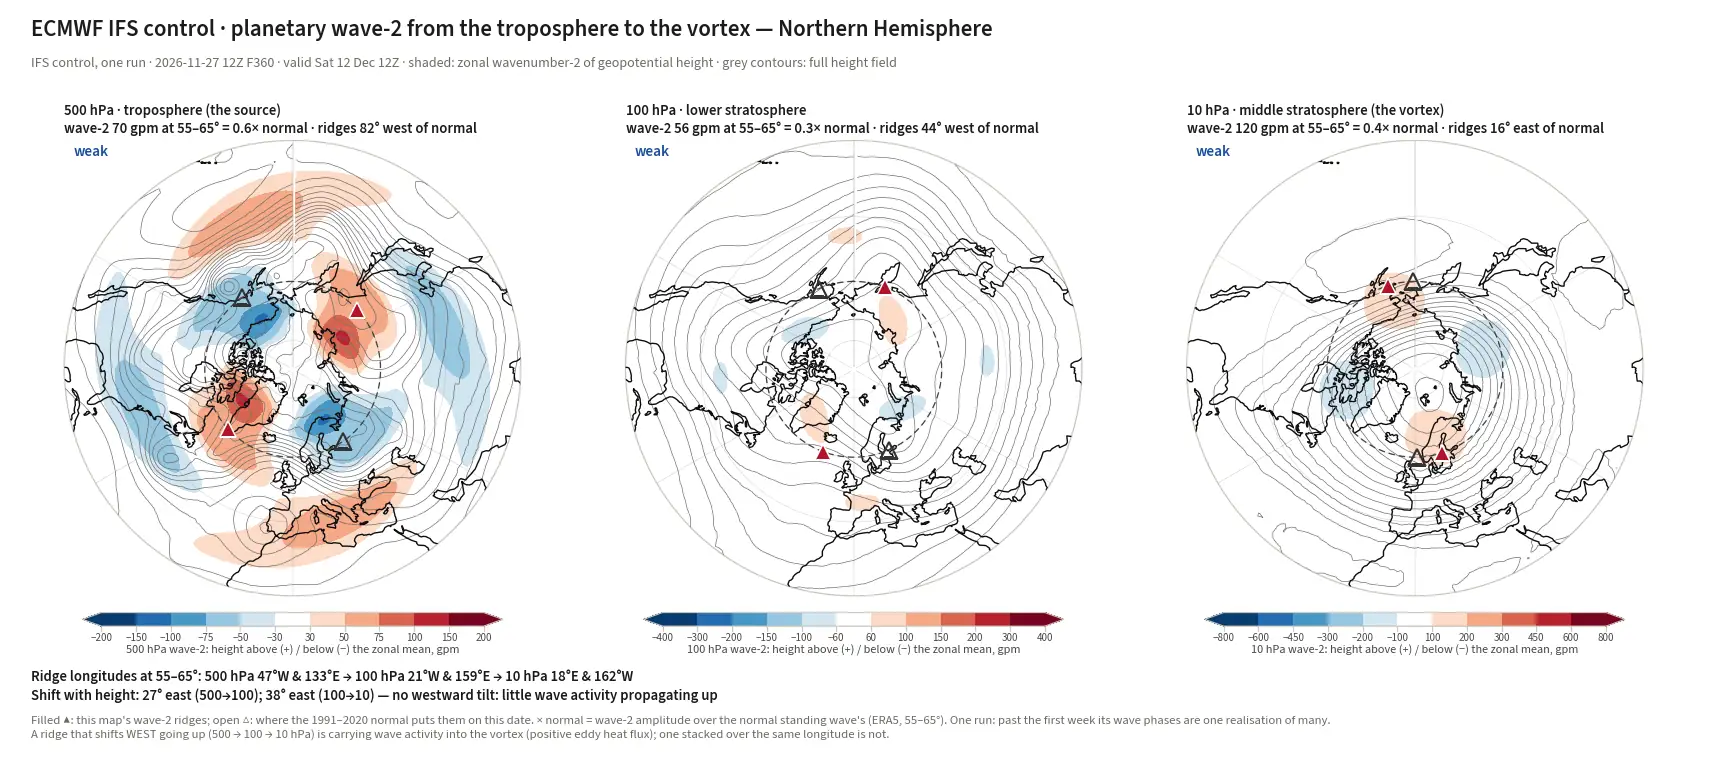 ECMWF IFS control · planetary wave-2 from the troposphere to the vortex — Northern Hemisphere
IFS control, one run · 2026-11-27 12Z F360 · valid Sat 12 Dec 12Z · shaded: zonal wavenumber-2 of geopotential height · grey contours: full height field
500 hPa · troposphere (the source)
wave-2 70 gpm at 55–65° = 0.6× normal · ridges 82° west of normal
weak
100 hPa · lower stratosphere
wave-2 56 gpm at 55–65° = 0.3× normal · ridges 44° west of normal
weak
10 hPa · middle stratosphere (the vortex)
wave-2 120 gpm at 55–65° = 0.4× normal · ridges 16° east of normal
weak
−200 −150 −100 −75 −50 −30 30 50 75 100 150 200
500 hPa wave-2: height above (+) / below (−) the zonal mean, gpm
−400 −300 −200 −150 −100 −60 60 100 150 200 300 400
100 hPa wave-2: height above (+) / below (−) the zonal mean, gpm
−800 −600 −450 −300 −200 −100 100 200 300 450 600 800
10 hPa wave-2: height above (+) / below (−) the zonal mean, gpm
Ridge longitudes at 55–65°: 500 hPa 47°W & 133°E → 100 hPa 21°W & 159°E → 10 hPa 18°E & 162°W
Shift with height: 27° east (500→100); 38° east (100→10) — no westward tilt: little wave activity propagating up
Filled ▲: this map's wave-2 ridges; open △: where the 1991–2020 normal puts them on this date. × normal = wave-2 amplitude over the normal standing wave's (ERA5, 55–65°). One run: past the first week its wave phases are one realisation of many.
A ridge that shifts WEST going up (500 → 100 → 10 hPa) is carrying wave activity into the vortex (positive eddy heat flux); one stacked over the same longitude is not.